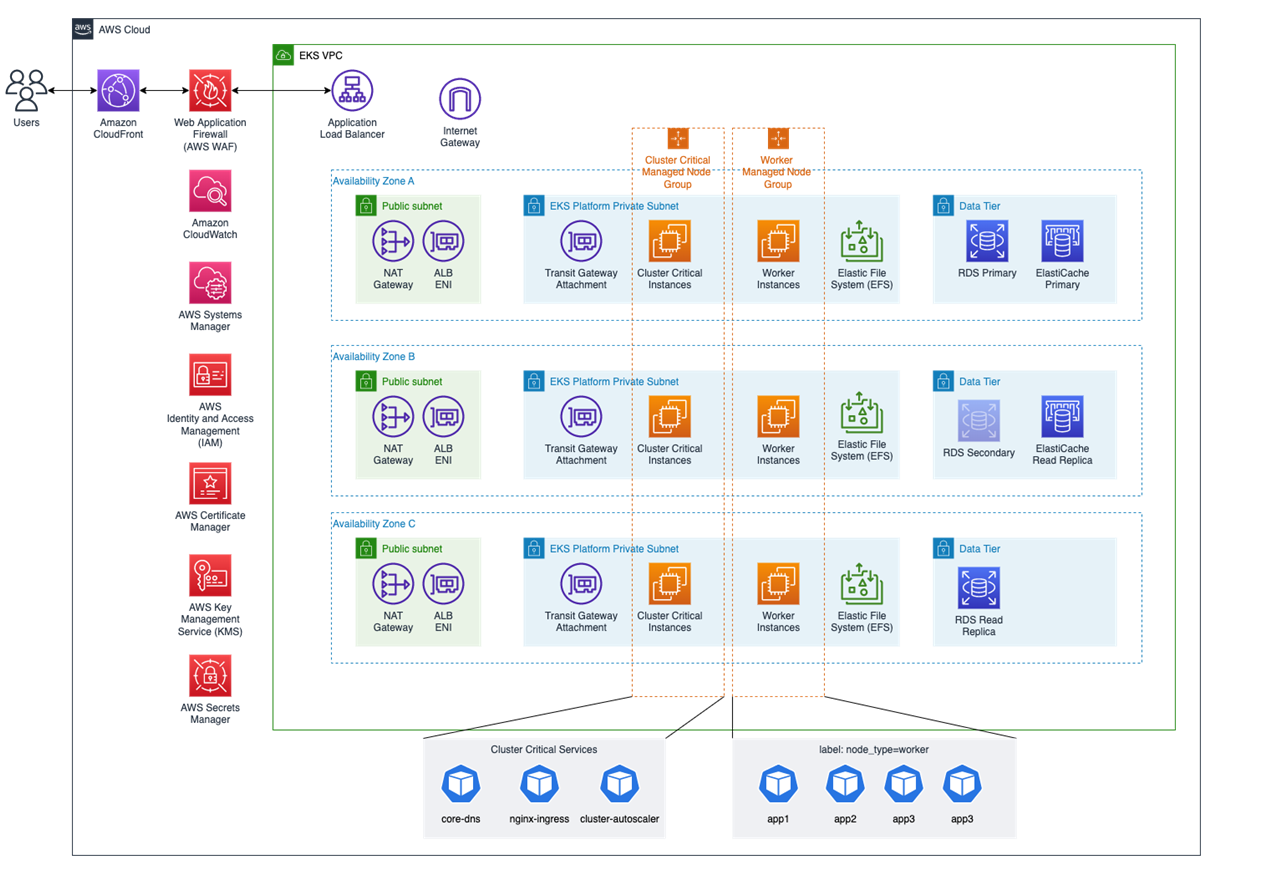 aws
AWS Cloud
EKS VPC
Users
Amazon
CloudFront
Web Application
Firewall
(AWS WAF)
Application
Load Balancer
Internet
Gateway
Amazon
CloudWatch
AWS Systems
Manager
AWS
Identity and Access
Management
(IAM)
AWS Certificate
Manager
AWS Key
Management
Service (KMS)
AWS Secrets
Manager
Cluster Critical
Managed Node
Group
Worker
Managed Node
Group
Availability Zone A
Public subnet
NAT
Gateway
ALB
ENI
EKS Platform Private Subnet
Transit Gateway
Attachment
Cluster Critical
Instances
Worker
Instances
Elastic File
System (EFS)
Data Tier
RDS Primary
ElastiCache
Primary
Availability Zone B
Public subnet
NAT
Gateway
ALB
ENI
EKS Platform Private Subnet
Transit Gateway
Attachment
Cluster Critical
Instances
Worker
Instances
Elastic File
System (EFS)
Data Tier
RDS Secondary
ElastiCache
Read Replica
Availability Zone C
Public subnet
NAT
Gateway
ALB
ENI
EKS Platform Private Subnet
Transit Gateway
Attachment
Cluster Critical
Instances
Worker
Instances
Elastic File
System (EFS)
Data Tier
RDS Read
Replica
Cluster Critical Services
core-dns
nginx-ingress
cluster-autoscaler
label: node_type=worker
app1
app2
app3
app3